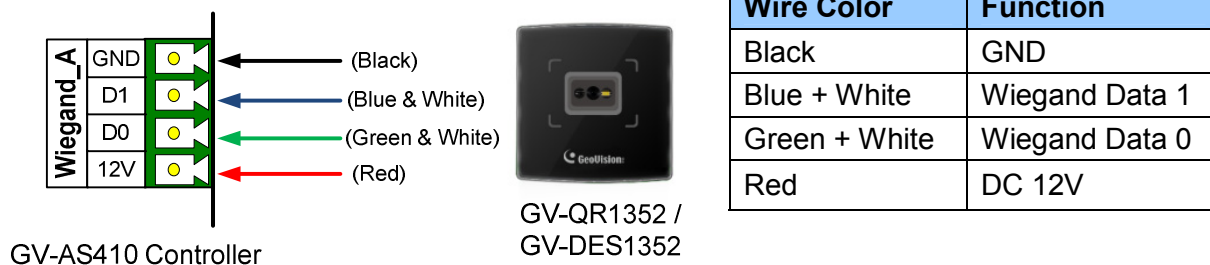 Wiegand_A
GND
D1
D0
12V
(Black)
(Blue & White)
(Green & White)
(Red)
GV-AS410 Controller
GeoVision
GV-QR1352 /
GV-DES1352
Wire Color Function
Black GND
Blue + White Wiegand Data 1
Green + White Wiegand Data 0
Red DC 12V